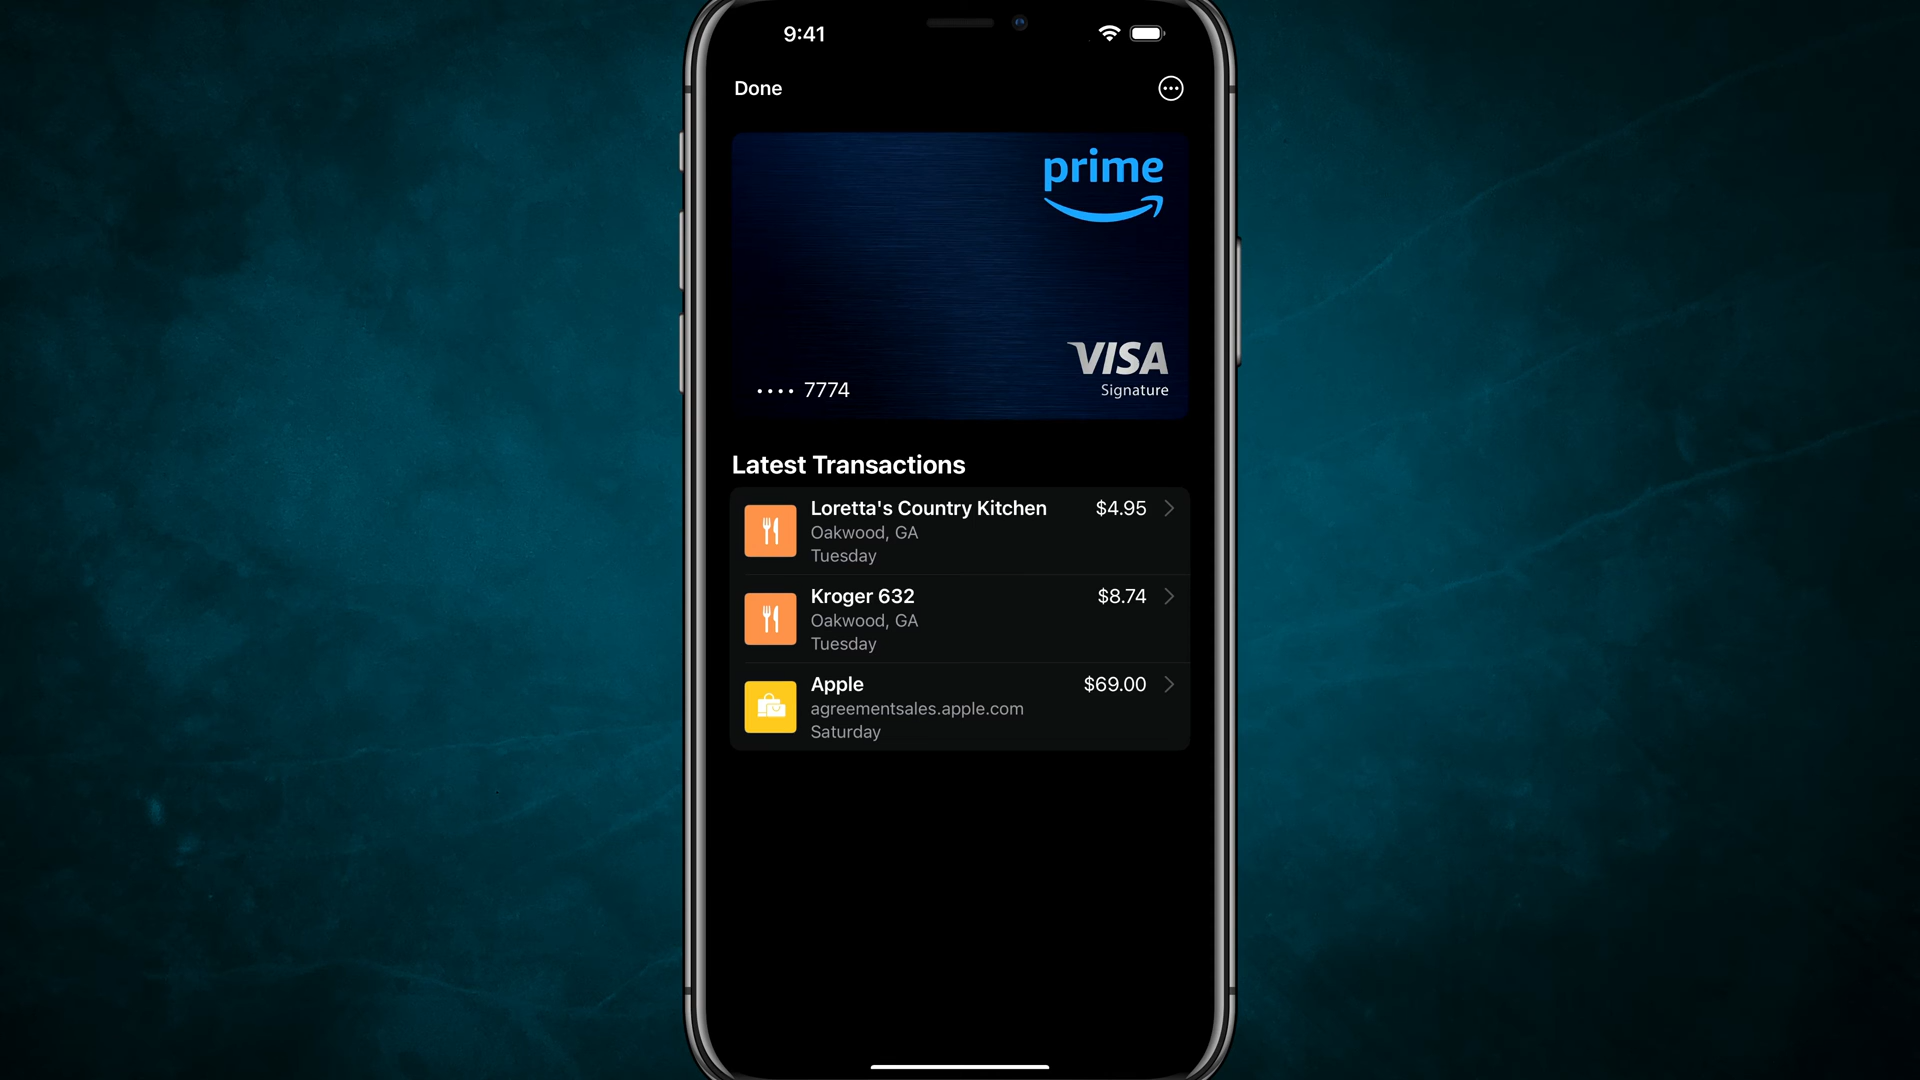 9:41
Done
prime
VISA
Signature
•••• 7774
Latest Transactions
Loretta's Country Kitchen $4.95
Oakwood, GA
Tuesday
Kroger 632 $8.74
Oakwood, GA
Tuesday
Apple $69.00
agreementsales.apple.com
Saturday